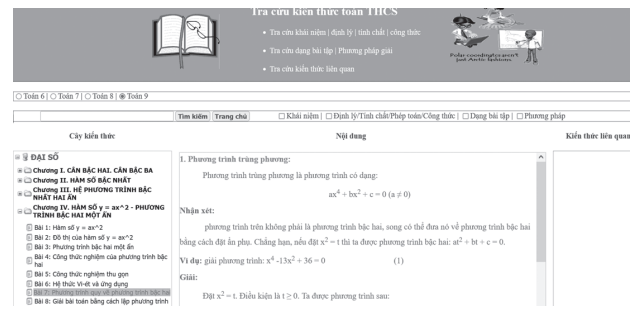 Tra cứu kiến thức toán THCS
• Tra cứu khái niệm | định lý | tính chất | công thức
• Tra cứu dạng bài tập | Phương pháp giải
• Tra cứu kiến thức liên quan
Polar coordinates aren't
just Arctic Lysium.
Toán 6 | Toán 7 | Toán 8 | Toán 9
Tìm kiếm Trang chủ Khái niệm | Định lý/Tính chất/Phép toán/Công thức | Dạng bài tập | Phương pháp
Cây kiến thức
ĐẠI SỐ
Chương I. CĂN BẬC HAI. CĂN BẬC BA
Chương II. HÀM SỐ BẬC NHẤT
Chương III. HỆ PHƯƠNG TRÌNH BẬC
NHẤT HAI ẨN
Chương IV. HÀM SỐ y = ax^2 - PHƯƠNG
TRÌNH BẬC HAI MỘT ẨN
Bài 1: Hàm số y = ax^2
Bài 2: Đồ thị của hàm số y = ax^2
Bài 3: Phương trình bậc hai một ẩn
Bài 4: Công thức nghiệm của phương trình bậc
hai
Bài 5: Công thức nghiệm thu gọn
Bài 6: Hệ thức Vi-ét và ứng dụng
Bài 7: Phương trình quy về phương trình bậc hai
Bài 8: Giải bài toán bằng cách lập phương trình
Nội dung
1. Phương trình trùng phương:
Phương trình trùng phương là phương trình có dạng:
ax⁴ + bx² + c = 0 (a ≠ 0)
Nhận xét:
phương trình trên không phải là phương trình bậc hai, song có thể đưa nó về phương trình bậc hai
bằng cách đặt ẩn phụ. Chẳng hạn, nếu đặt x² = t thì ta được phương trình bậc hai: at² + bt + c = 0.
Ví dụ: giải phương trình: x⁴ -13x² + 36 = 0 (1)
Giải:
Đặt x² = t. Điều kiện là t ≥ 0. Ta được phương trình sau:
Kiến thức liên quan